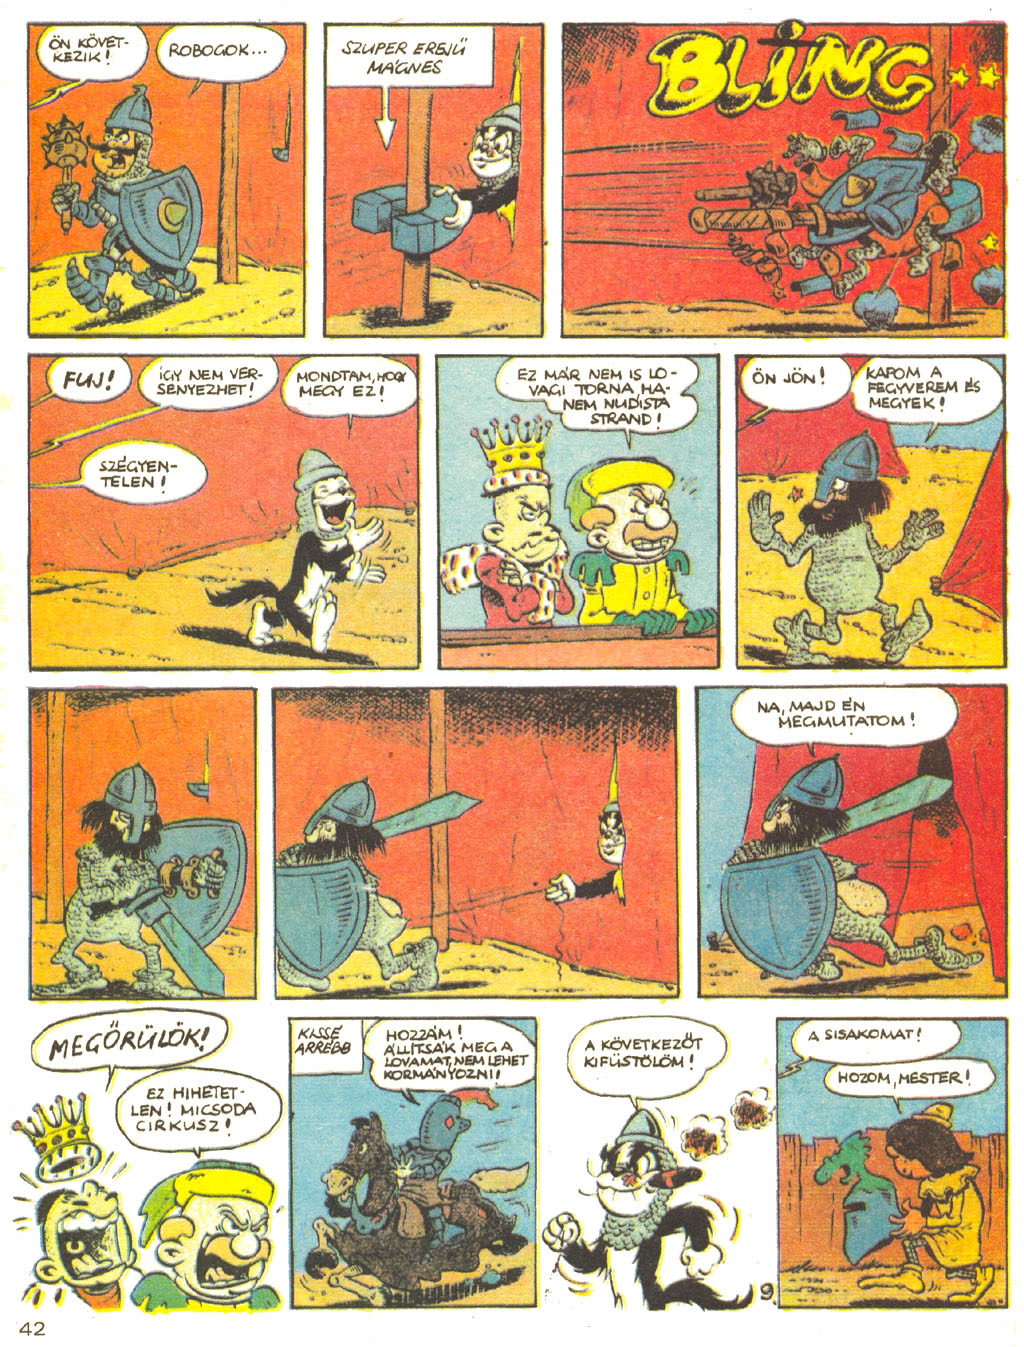 ÖN KÖVET-
KEZIK!
ROBOGOK...
SZUPER EREJŰ
MÁGNES
BLING
FUJ!
ÍGY NEM VER-
SENYEZHET!
MONDTAM, HOGY
MEGY EZ!
SZÉGYEN-
TELEN!
EZ MÁR NEM IS LO-
VAGI TORNA HA-
NEM NUDISTA
STRAND!
ÖN JÖN!
KAPOM A
FEGYVEREM ÉS
MEGYEK!
NA, MAJD ÉN
MEGMUTATOM!
MEGŐRÜLÖK!
EZ HIHETET-
LEN! MICSODA
CIRKUSZ!
KISSÉ
ARRÉBB
HOZZÁM!
ÁLLÍTSÁK MEG A
LOVAMAT, NEM LEHET
KORMÁNYOZNI!
A KÖVETKEZŐT
KIFÜSTÖLÖM!
9
A SISAKOMAT!
HOZOM, MESTER!
42